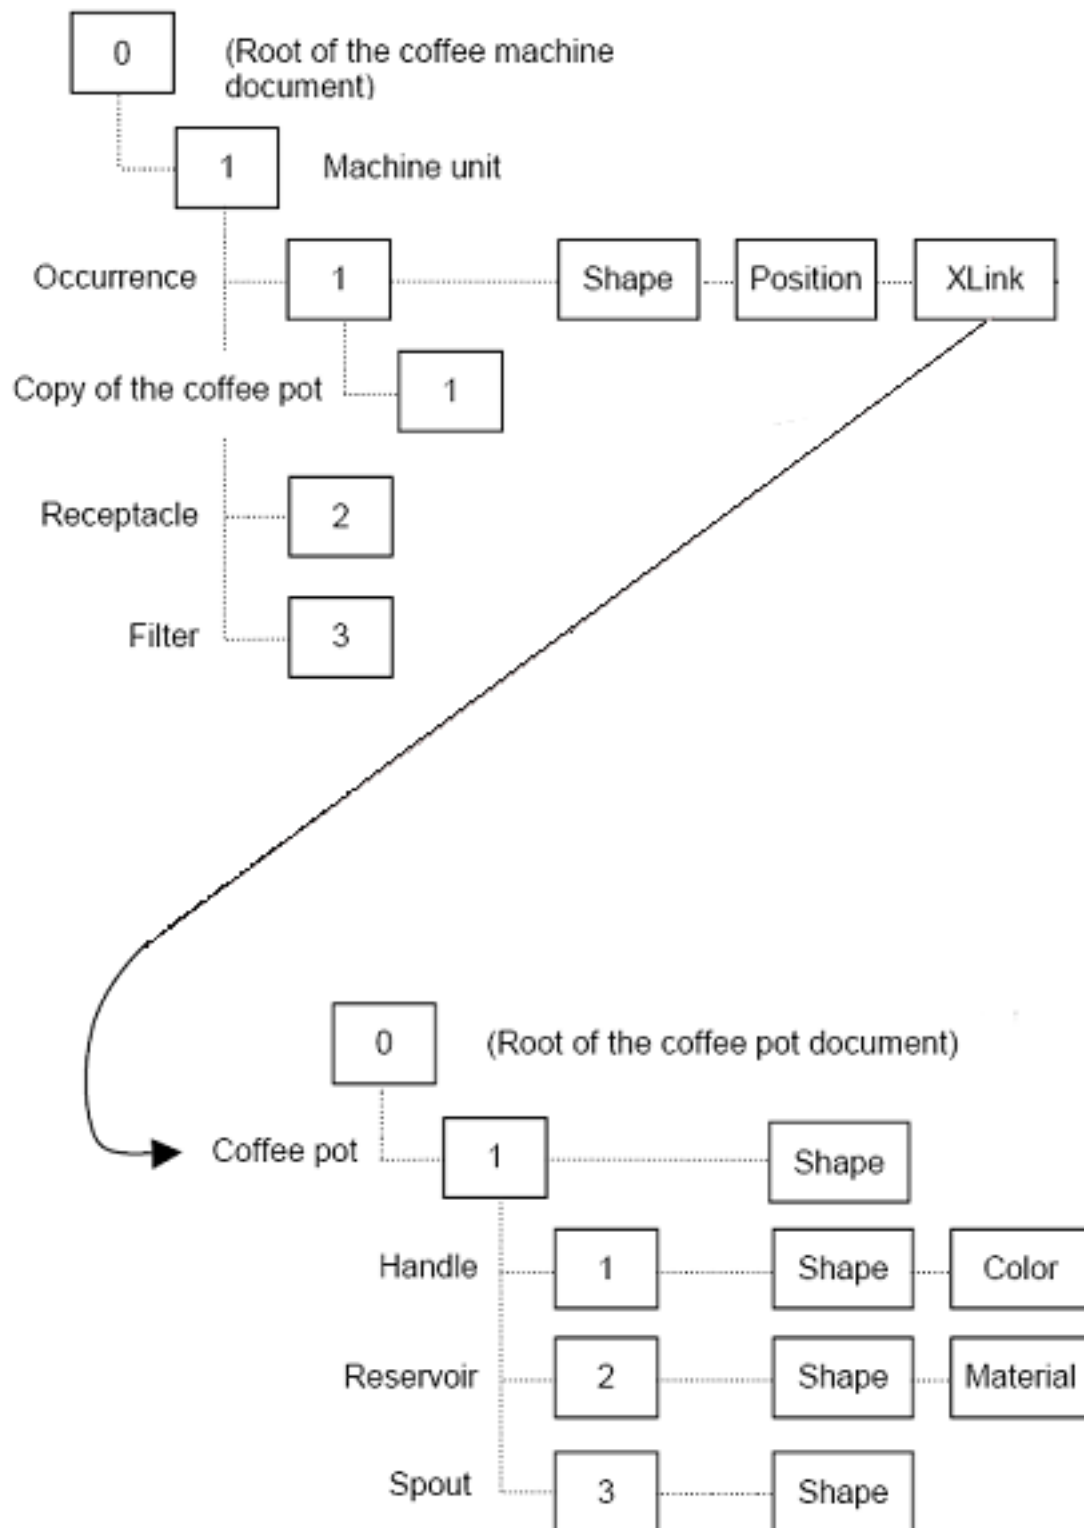 0 (Root of the coffee machine
document)
1 Machine unit
Occurrence 1 Shape Position XLink
Copy of the coffee pot 1
Receptacle 2
Filter 3
0 (Root of the coffee pot document)
Coffee pot 1 Shape
Handle 1 Shape Color
Reservoir 2 Shape Material
Spout 3 Shape